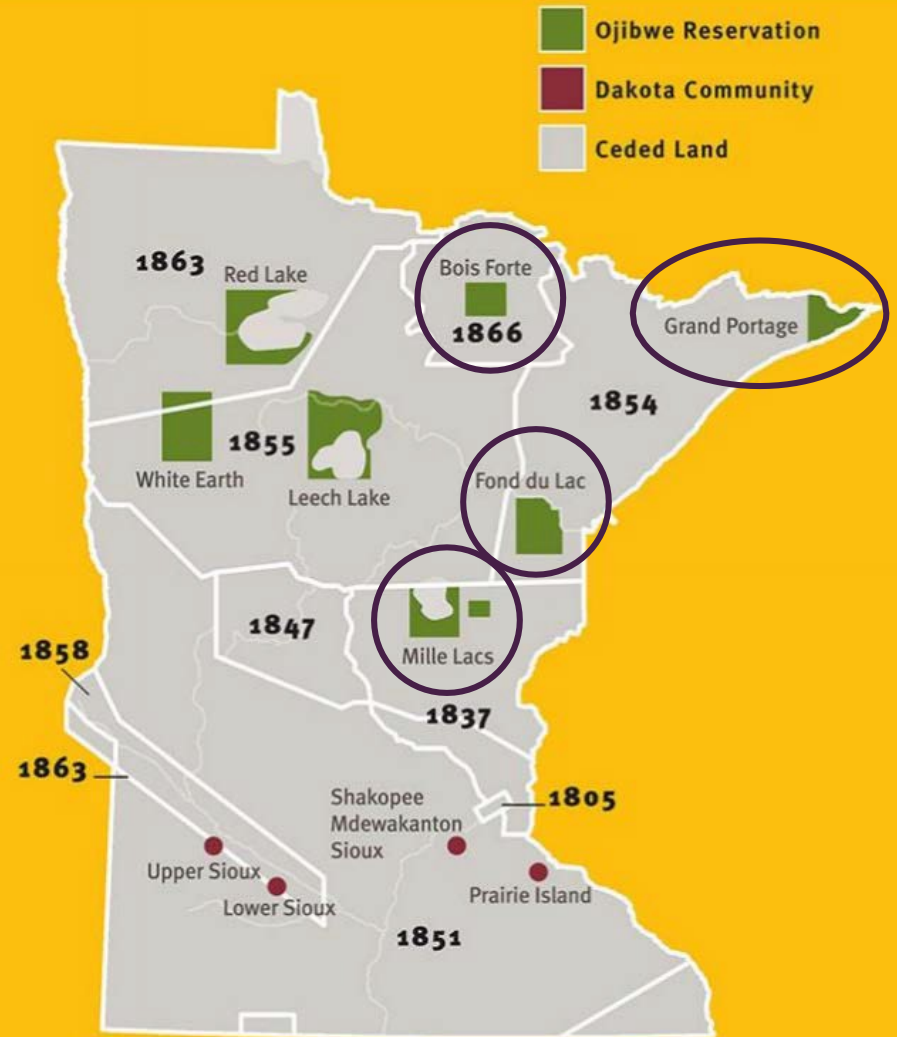 Ojibwe Reservation
Dakota Community
Ceded Land
1863
Red Lake
Bois Forte
1866
Grand Portage
1854
1855
White Earth
Leech Lake
Fond du Lac
1847
Mille Lacs
1858
1837
1863
1805
Shakopee
Mdewakanton
Sioux
Upper Sioux
Lower Sioux
Prairie Island
1851